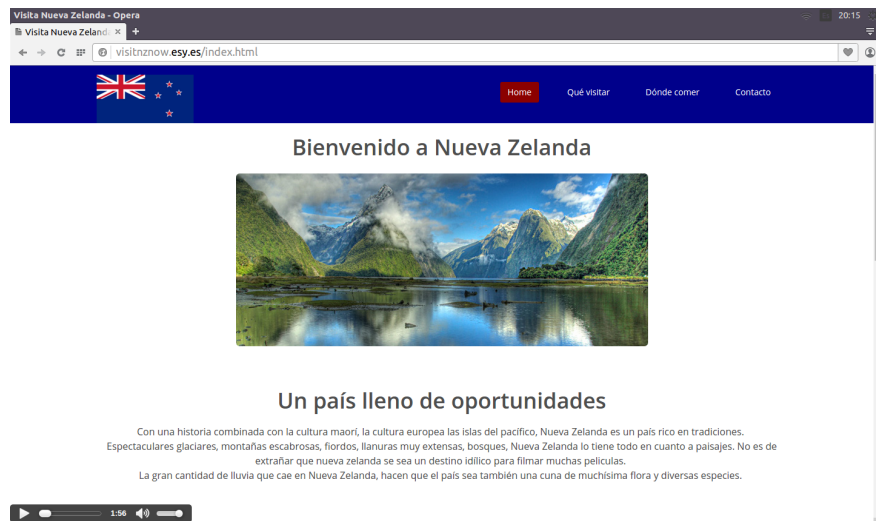 Visita Nueva Zelanda - Opera
20:15
Visita Nueva Zeland
visitnznow.esy.es/index.html
Home Qué visitar Dónde comer Contacto
Bienvenido a Nueva Zelanda
Un país lleno de oportunidades
Con una historia combinada con la cultura maorí, la cultura europea las islas del pacífico, Nueva Zelanda es un país rico en tradiciones.
Espectaculares glaciares, montañas escabrosas, fiordos, llanuras muy extensas, bosques, Nueva Zelanda lo tiene todo en cuanto a paisajes. No es de
extrañar que nueva zelanda se sea un destino idílico para filmar muchas peliculas.
La gran cantidad de lluvia que cae en Nueva Zelanda, hacen que el país sea también una cuna de muchísima flora y diversas especies.
1:56